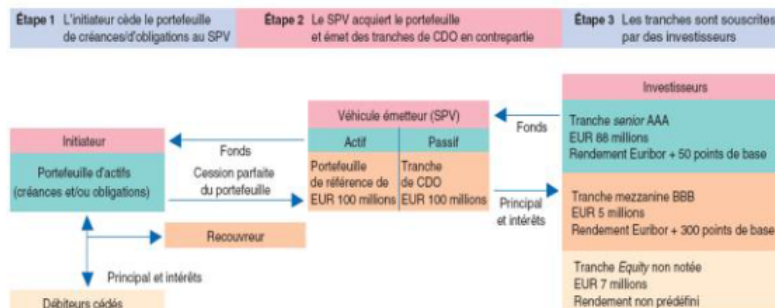 Étape 1 L'initiateur cède le portefeuille
de créances/d'obligations au SPV
Étape 2 Le SPV acquiert le portefeuille
et émet des tranches de CDO en contrepartie
Étape 3 Les tranches sont souscrites
par des investisseurs
Initiateur
Portefeuille d'actifs
(créances et/ou obligations)
Fonds
Cession parfaite
du portefeuille
Recouvreur
Principal et intérêts
Débiteurs cédés
Véhicule émetteur (SPV)
Actif
Passif
Portefeuille
de référence de
EUR 100 millions
Tranche
de CDO
EUR 100 millions
Fonds
Principal
et intérêts
Investisseurs
Tranche senior AAA
EUR 88 millions
Rendement Euribor + 50 points de base
Tranche mezzanine BBB
EUR 5 millions
Rendement Euribor + 300 points de base
Tranche Equity non notée
EUR 7 millions
Rendement non prédéfini